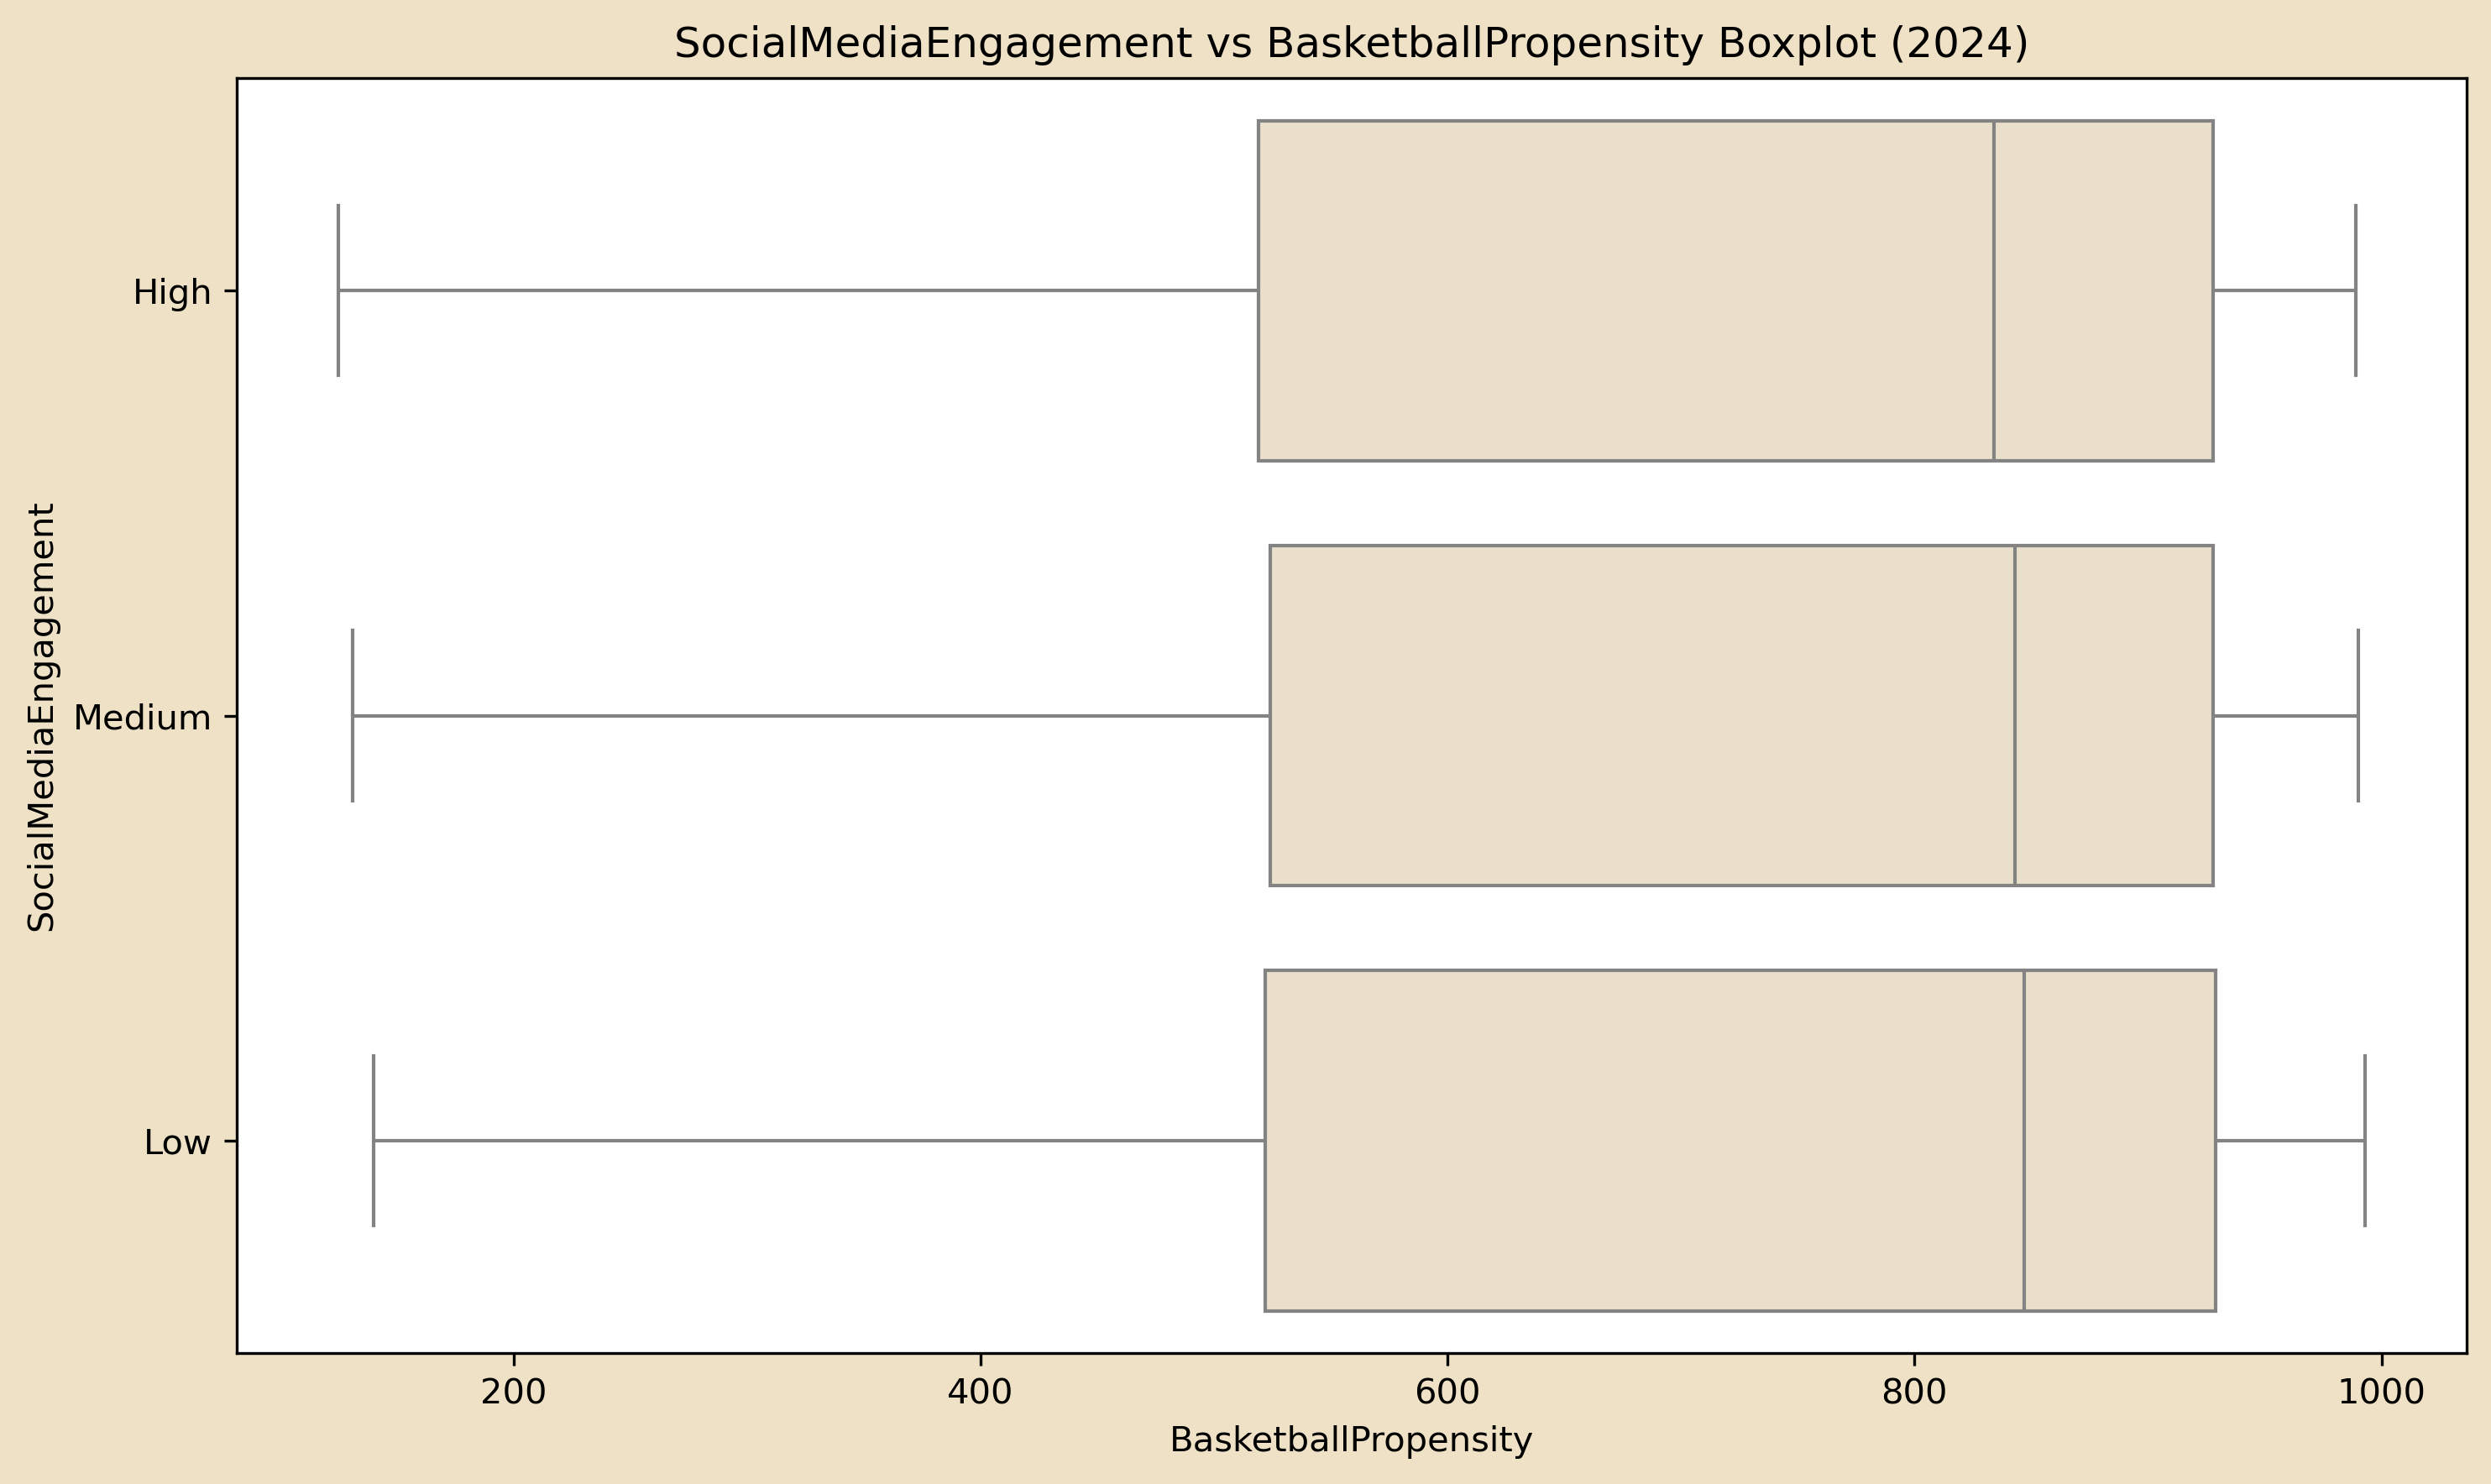 SocialMediaEngagement vs BasketballPropensity Boxplot (2024)
SocialMediaEngagement
High
Medium
Low
200 400 600 800 1000
BasketballPropensity